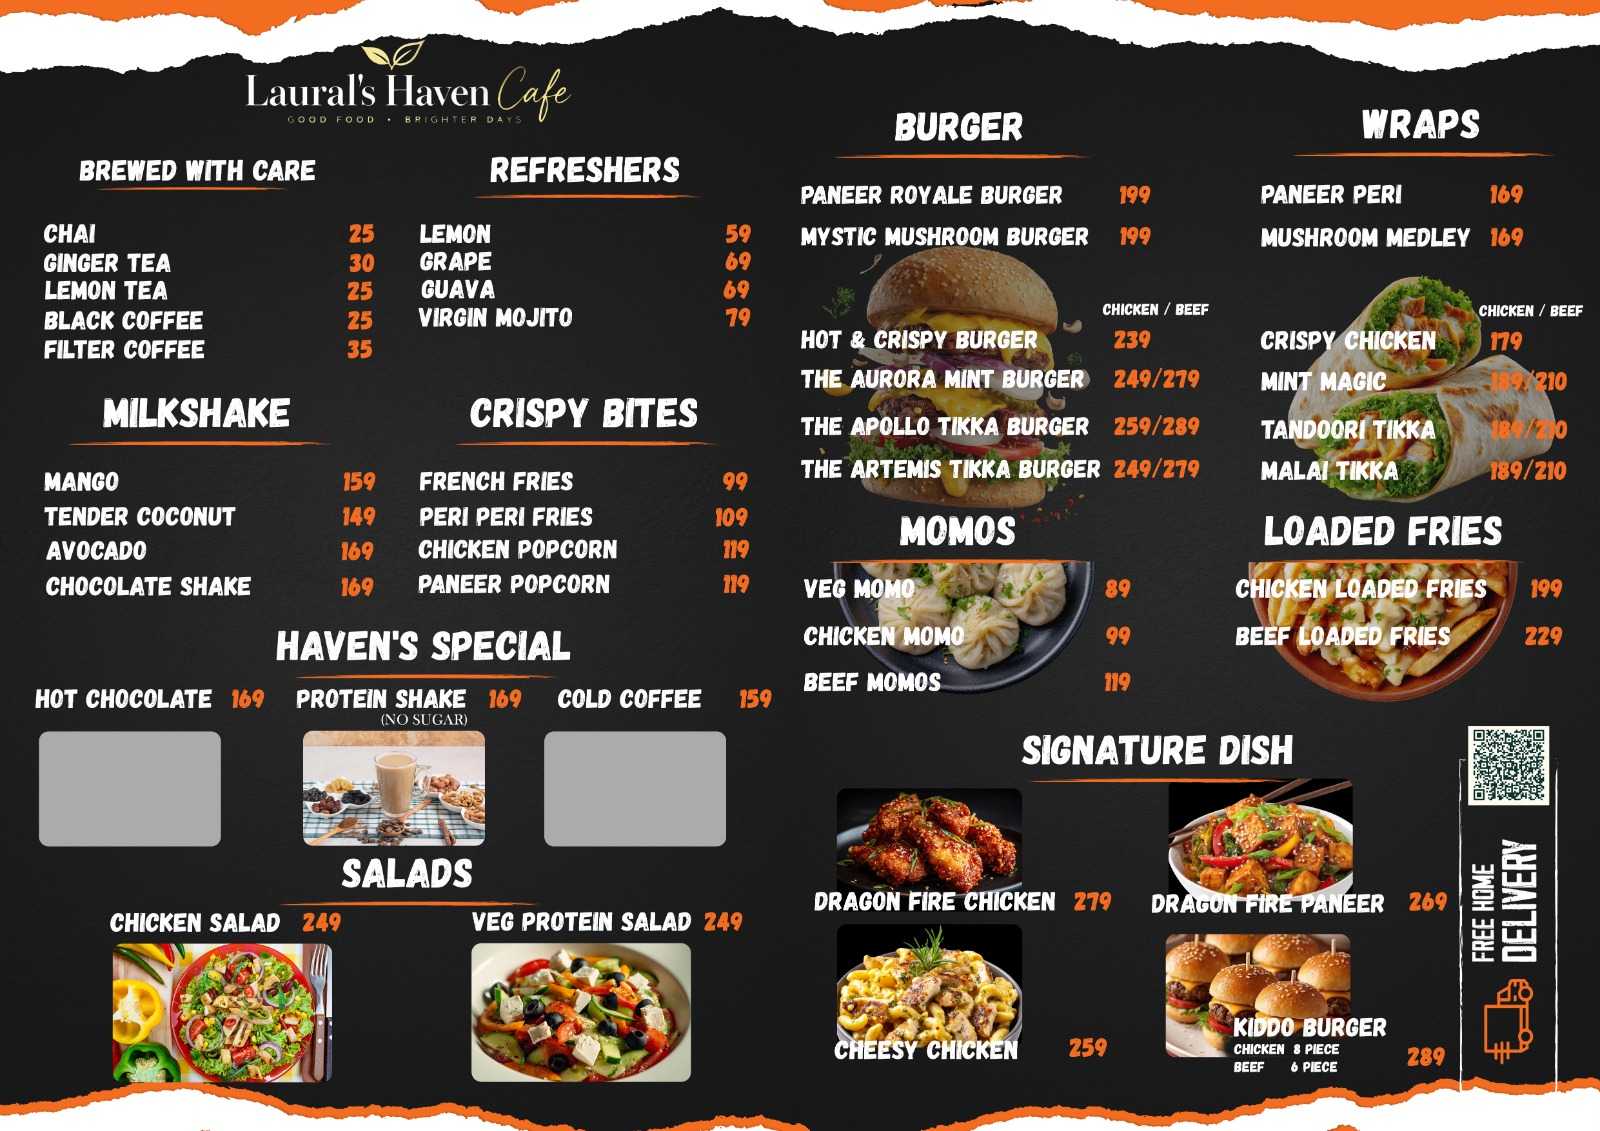 Laural's Haven Cafe
GOOD FOOD • BRIGHTER DAYS
BREWED WITH CARE
CHAI 25
GINGER TEA 30
LEMON TEA 25
BLACK COFFEE 25
FILTER COFFEE 35
REFRESHERS
LEMON 59
GRAPE 69
GUAVA 69
VIRGIN MOJITO 79
MILKSHAKE
MANGO 159
TENDER COCONUT 149
AVOCADO 169
CHOCOLATE SHAKE 169
CRISPY BITES
FRENCH FRIES 99
PERI PERI FRIES 109
CHICKEN POPCORN 119
PANEER POPCORN 119
HAVEN'S SPECIAL
HOT CHOCOLATE 169
PROTEIN SHAKE 169
(NO SUGAR)
COLD COFFEE 159
SALADS
CHICKEN SALAD 249
VEG PROTEIN SALAD 249
BURGER
PANEER ROYALE BURGER 199
MYSTIC MUSHROOM BURGER 199
CHICKEN / BEEF
HOT & CRISPY BURGER 239
THE AURORA MINT BURGER 249/279
THE APOLLO TIKKA BURGER 259/289
THE ARTEMIS TIKKA BURGER 249/279
WRAPS
PANEER PERI 169
MUSHROOM MEDLEY 169
CHICKEN / BEEF
CRISPY CHICKEN 179
MINT MAGIC 189/210
TANDOORI TIKKA 189/210
MALAI TIKKA 189/210
MOMOS
VEG MOMO 89
CHICKEN MOMO 99
BEEF MOMOS 119
LOADED FRIES
CHICKEN LOADED FRIES 199
BEEF LOADED FRIES 229
SIGNATURE DISH
DRAGON FIRE CHICKEN 279
DRAGON FIRE PANEER 269
CHEESY CHICKEN 259
KIDDO BURGER
CHICKEN 8 PIECE
BEEF 6 PIECE
289
FREE HOME
DELIVERY